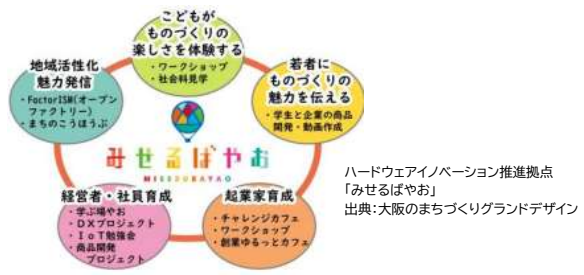 こどもが
ものづくりの
楽しさを体験する
・ワークショップ
・社会科見学
地域活性化
魅力発信
・FactorISM(オープン
ファクトリー)
・まちのこうほうぶ
若者に
ものづくりの
魅力を伝える
・学生と企業の商品
開発・動画作成
みせるばやお
MISERUBAYAO
経営者・社員育成
・学ぶ場やお
・DXプロジェクト
・IoT勉強会
・商品開発
プロジェクト
起業家育成
・チャレンジカフェ
・ワークショップ
・創業ゆるっとカフェ
ハードウェアイノベーション推進拠点
「みせるばやお」
出典：大阪のまちづくりグランドデザイン